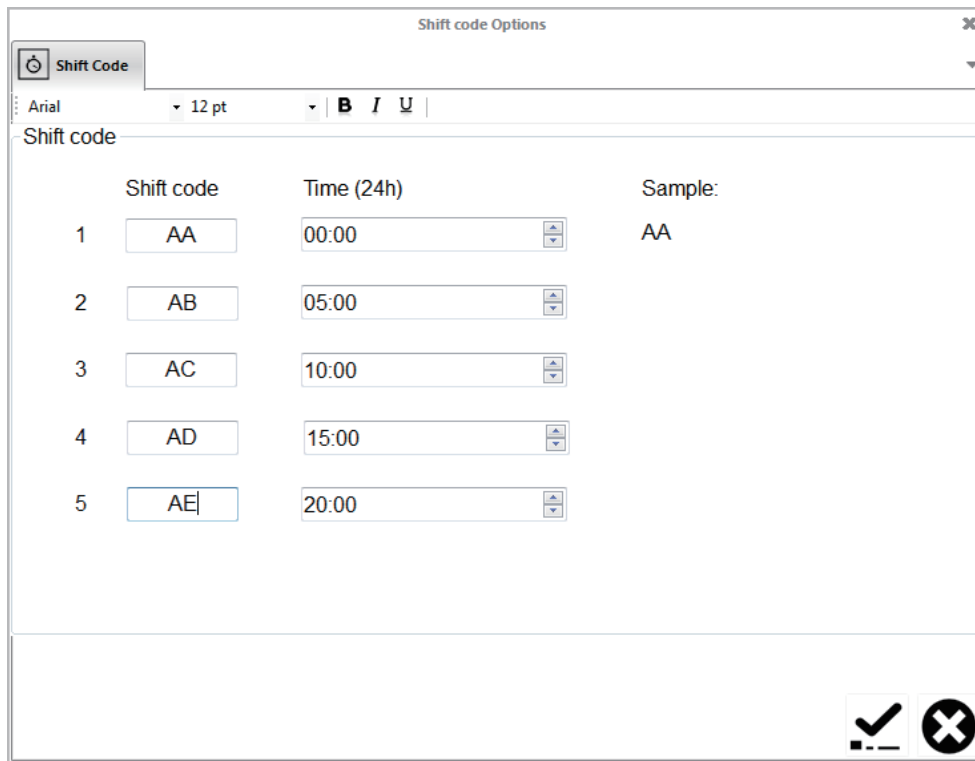 Shift code Options
Shift Code
Arial 12 pt B I U
Shift code
Shift code Time (24h) Sample:
1 AA 00:00 AA
2 AB 05:00
3 AC 10:00
4 AD 15:00
5 AE 20:00